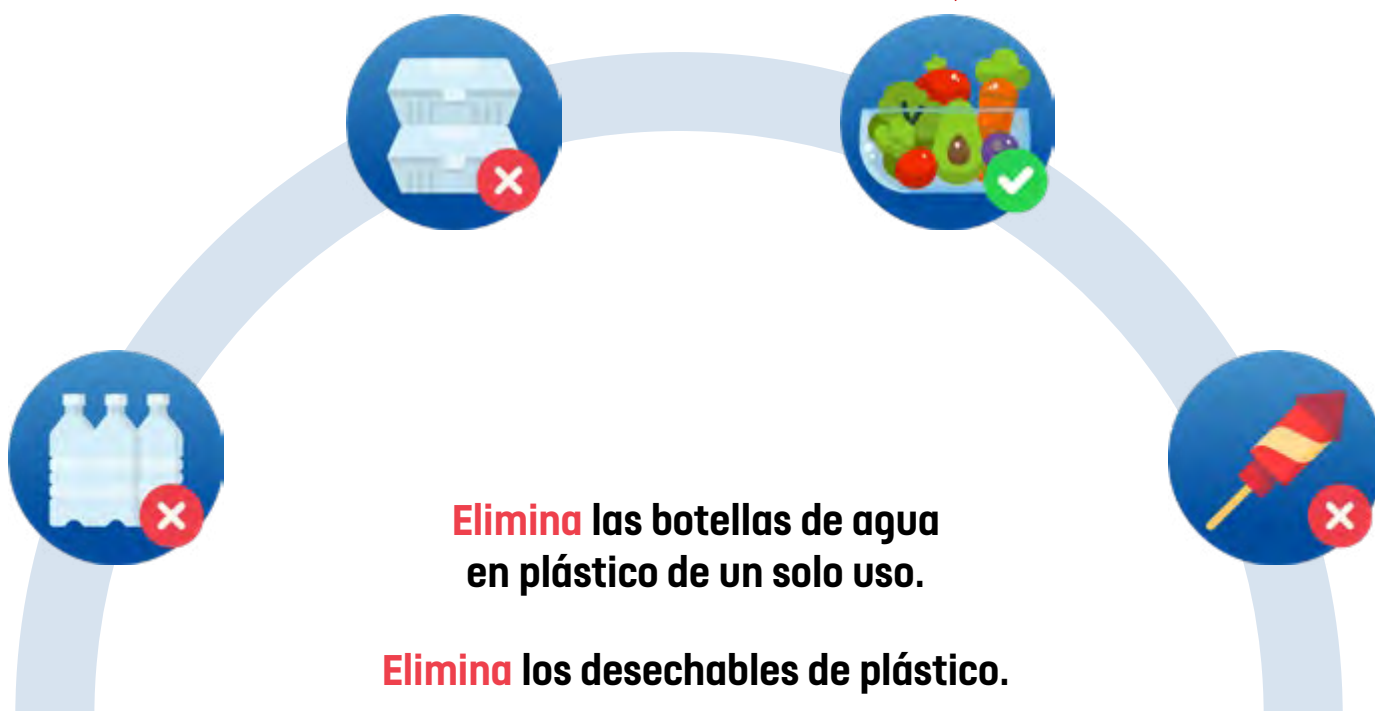 Elimina las botellas de agua
en plástico de un solo uso.
Elimina los desechables de plástico.